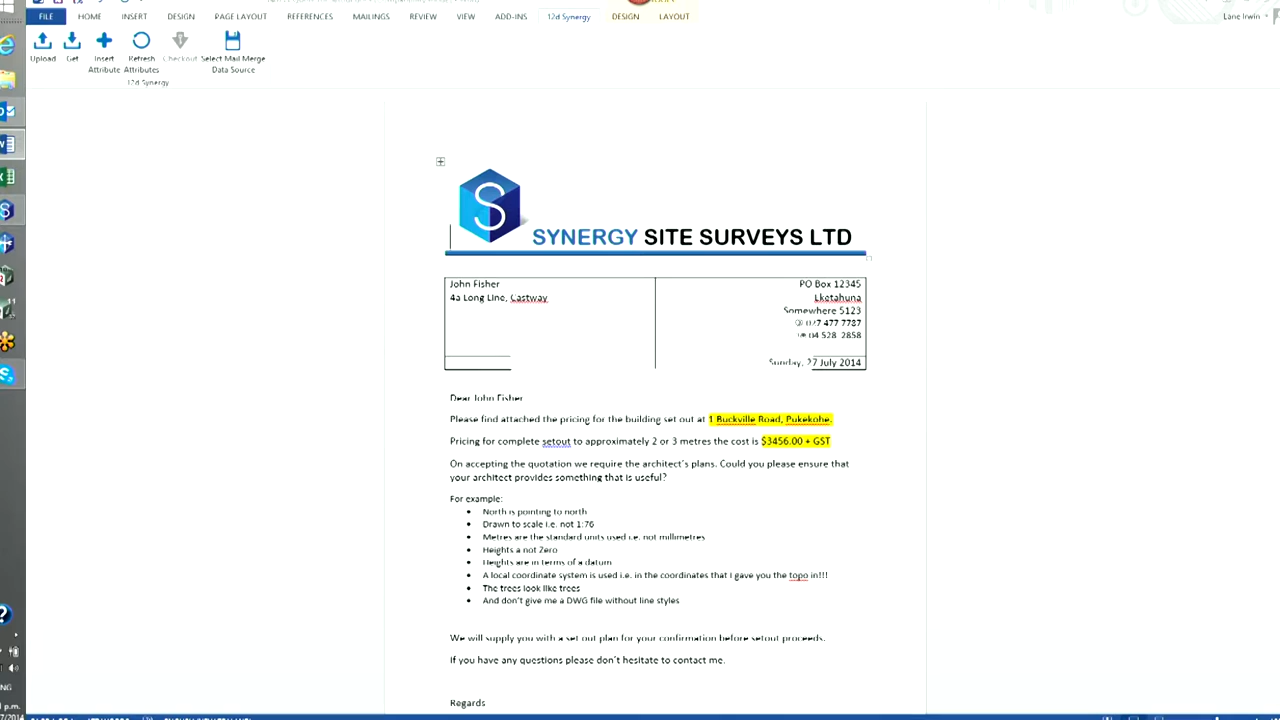 FILE HOME INSERT DESIGN PAGE LAYOUT REFERENCES MAILINGS REVIEW VIEW ADD-INS 12d Synergy DESIGN LAYOUT Lane Irwin
Upload Get Insert Attribute Refresh Attributes Checkout Select Mail Merge Data Source
12d Synergy
S
SYNERGY SITE SURVEYS LTD
John Fisher
4a Long Line, Castway
PO Box 12345
Eketahuna
Somewhere 5123
027 477 7787
04 528 2858
Sunday, 27 July 2014
Dear John Fisher
Please find attached the pricing for the building set out at 1 Buckville Road, Pukekohe.
Pricing for complete setout to approximately 2 or 3 metres the cost is $3456.00 + GST
On accepting the quotation we require the architect's plans. Could you please ensure that
your architect provides something that is useful?
For example:
• North is pointing to north
• Drawn to scale i.e. not 1:76
• Metres are the standard units used i.e. not millimetres
• Heights a not Zero
• Heights are in terms of a datum
• A local coordinate system is used i.e. in the coordinates that I gave you the topo in!!!
• The trees look like trees
• And don't give me a DWG file without line styles
We will supply you with a set out plan for your confirmation before setout proceeds.
If you have any questions please don't hesitate to contact me.
Regards